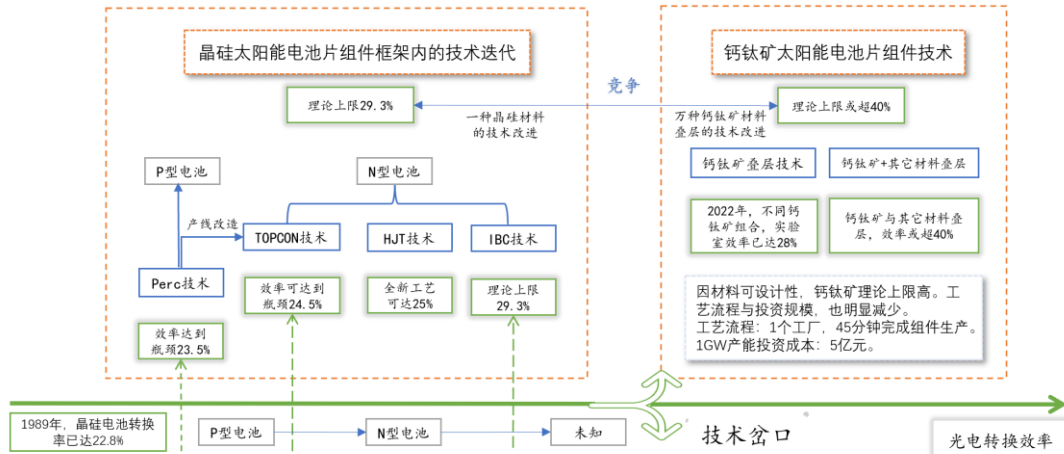 晶硅太阳能电池片组件框架内的技术迭代
理论上限29.3%
一种晶硅材料
的技术改进
P型电池
N型电池
产线改造
TOPCON技术
HJT技术
IBC技术
Perc技术
效率可达到
瓶颈24.5%
全新工艺
可达25%
理论上限
29.3%
效率达到
瓶颈23.5%
竞争
钙钛矿太阳能电池片组件技术
理论上限或超40%
万种钙钛矿材料
叠层的技术改进
钙钛矿叠层技术
钙钛矿+其它材料叠层
2022年，不同钙
钛矿组合，实验
室效率已达28%
钙钛矿与其它材料叠
层，效率或超40%
因材料可设计性，钙钛矿理论上限高。工
艺流程与投资规模，也明显减少。
工艺流程：1个工厂，45分钟完成组件生产。
1GW产能投资成本：5亿元。
1989年，晶硅电池转换
率已达22.8%
P型电池
N型电池
未知
技术岔口
光电转换效率